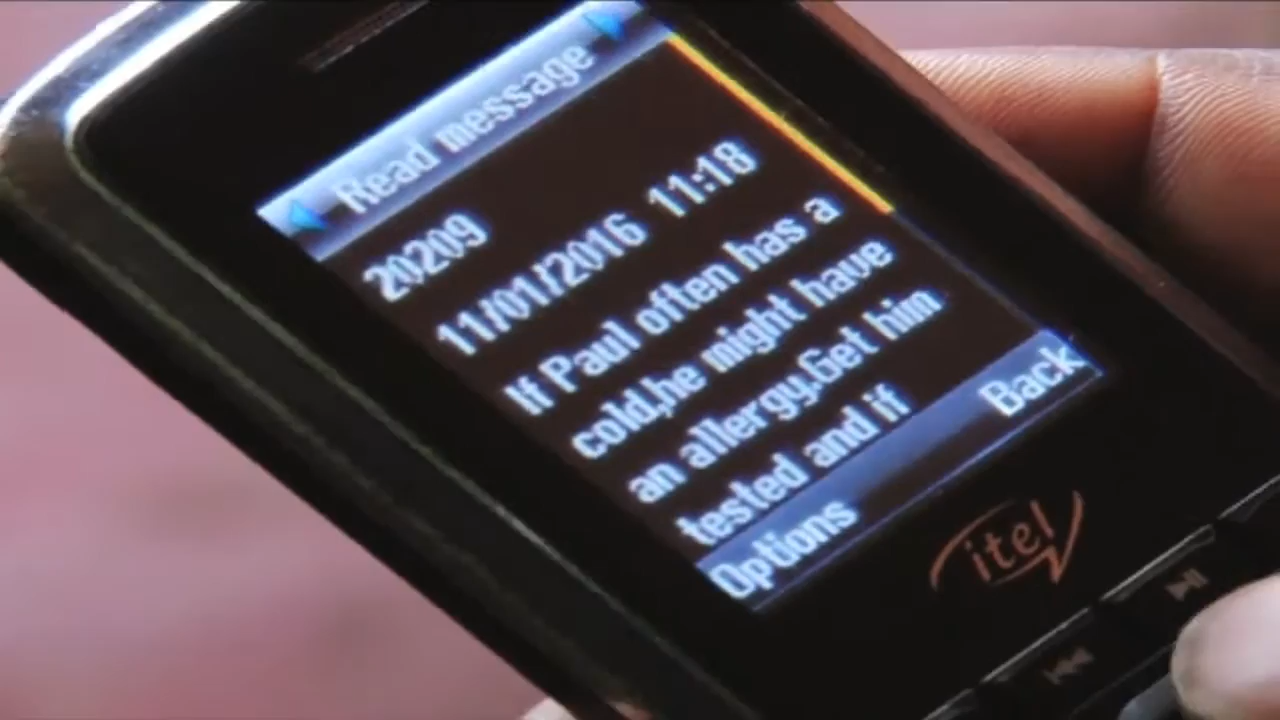 Read message
20209
11/01/2016 11:18
If Paul often has a
cold,he might have
an allergy.Get him
tested and if
Options Back
itel